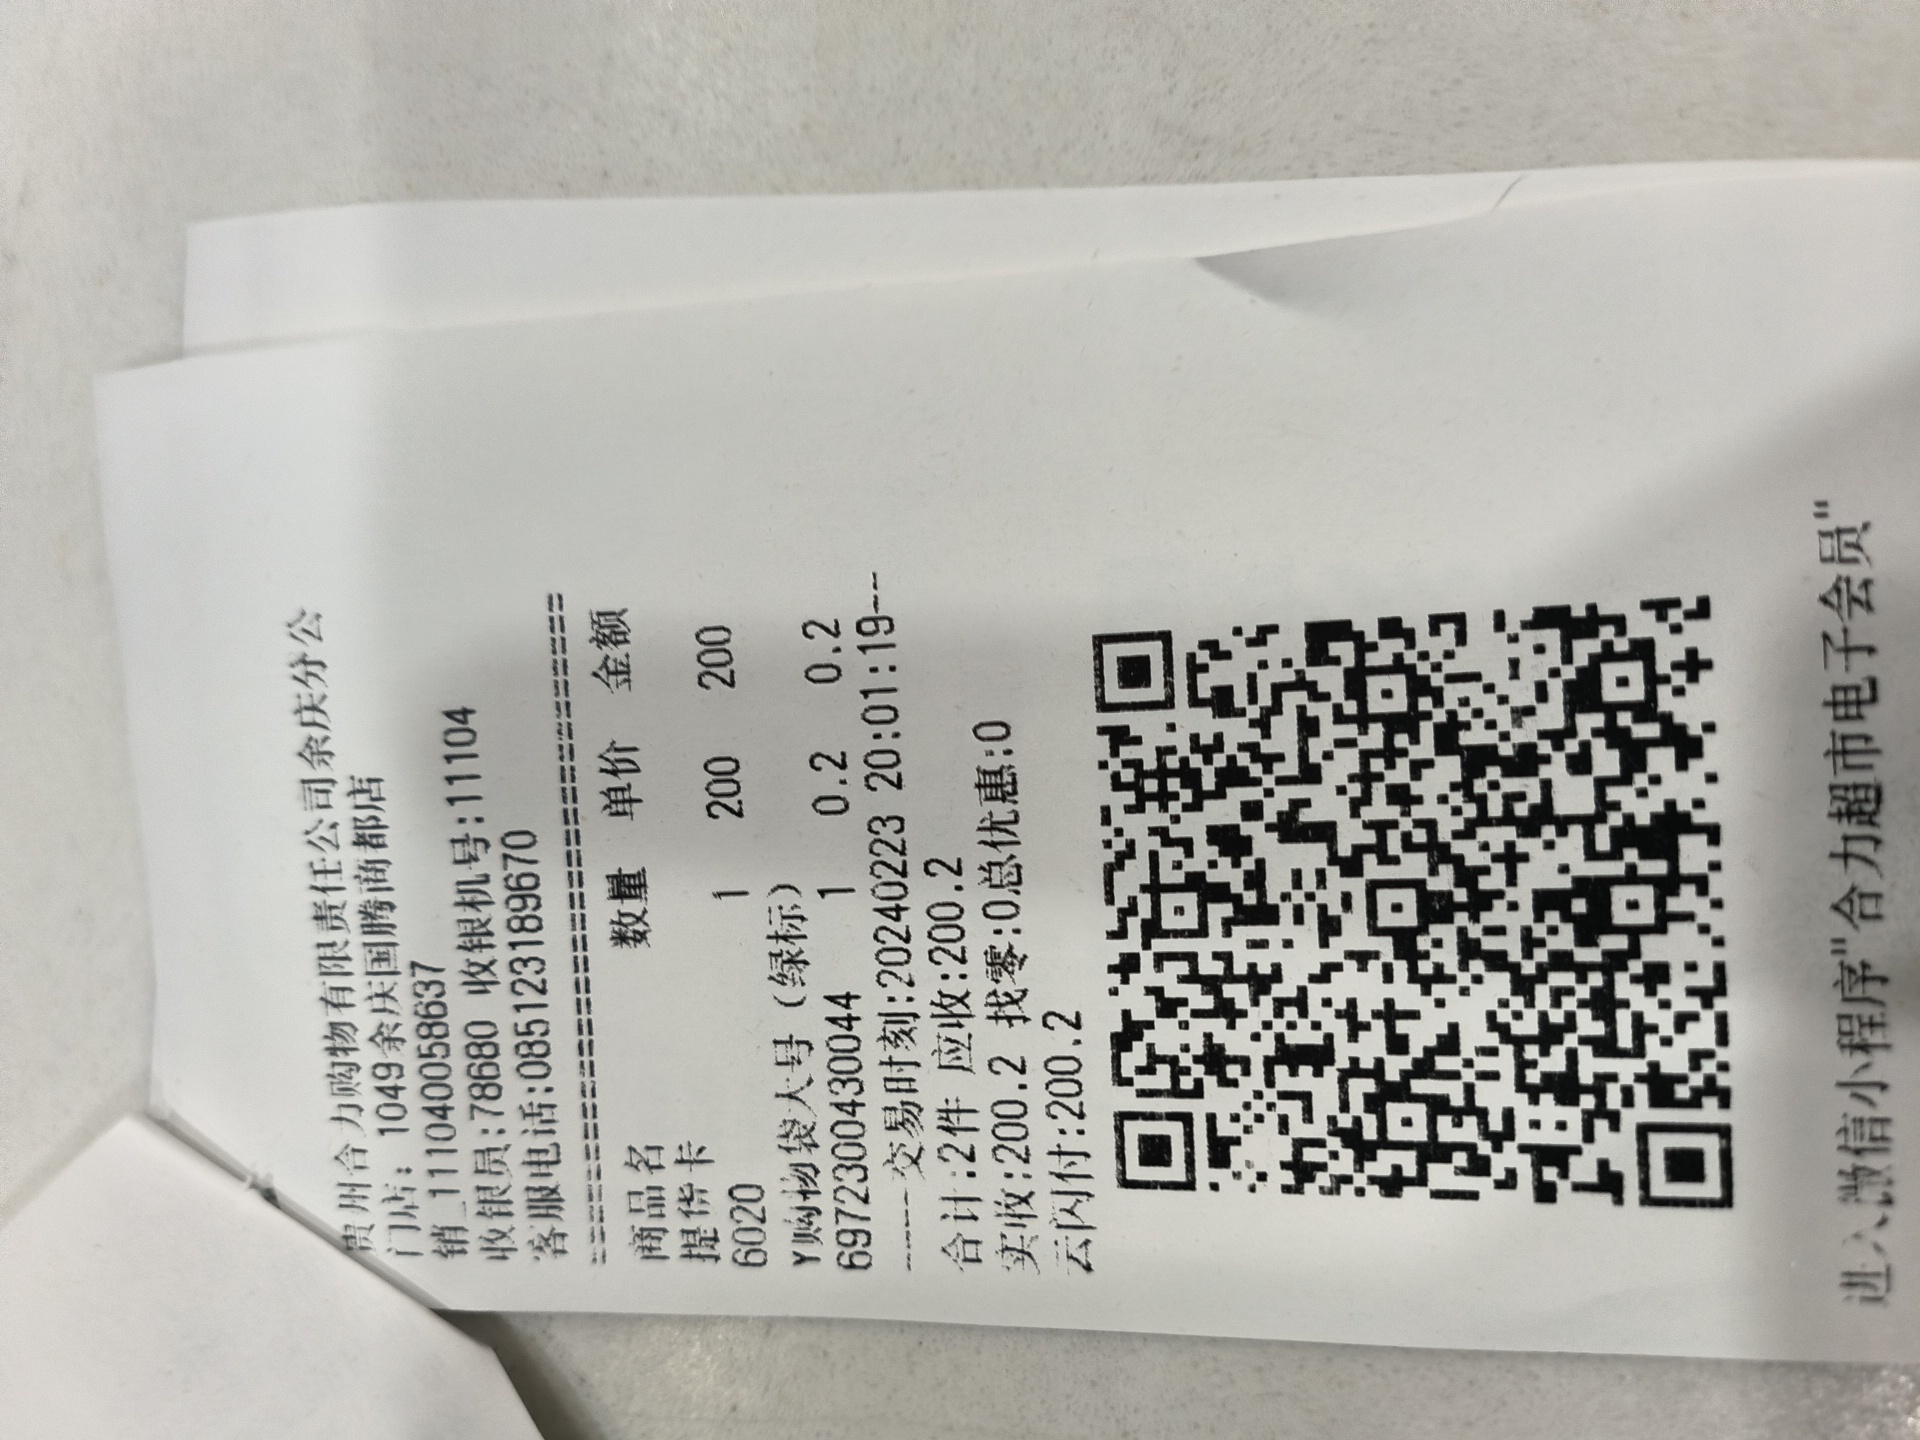 贵州合力购物有限责任公司余庆分公
门店: 1049余庆国腾商都店
销_1110400058637
收银员:78680 收银机号:11104
客服电话:085123189670
================================
商品名 数量 单价 金额
提货卡
6020 1 200 200
Y购物袋大号（绿标）
6972300430044 1 0.2 0.2
-----交易时刻:20240223 20:01:19--
合计:2件 应收:200.2
实收:200.2 找零:0总优惠:0
云闪付:200.2
进入微信小程序"合力超市电子会员"